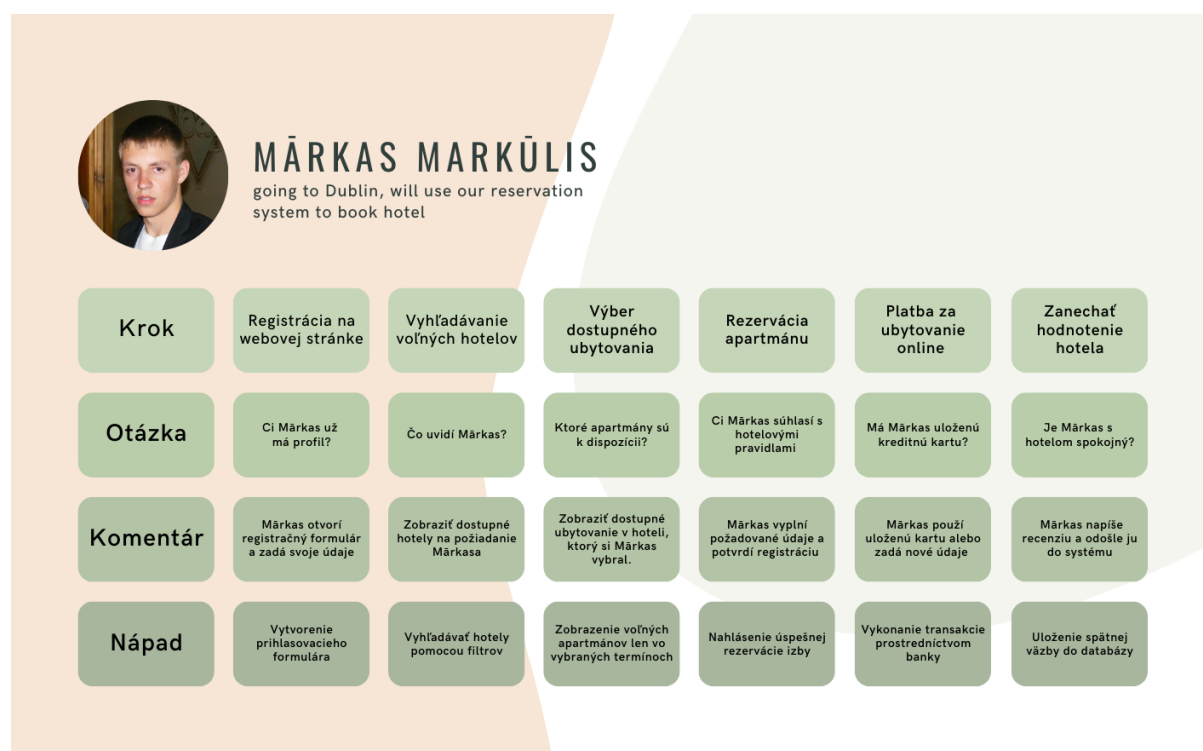 MĀRKAS MARKŪLIS
going to Dublin, will use our reservation
system to book hotel
Krok
Registrácia na
webovej stránke
Vyhľadávanie
voľných hotelov
Výber
dostupného
ubytovania
Rezervácia
apartmánu
Platba za
ubytovanie
online
Zanechať
hodnotenie
hotela
Otázka
Ci Mārkas už
má profil?
Čo uvidí Mārkas?
Ktoré apartmány sú
k dispozícii?
Ci Mārkas súhlasí s
hotelovými
pravidlami
Má Mārkas uloženú
kreditnú kartu?
Je Mārkas s
hotelom spokojný?
Komentár
Mārkas otvorí
registračný formulár
a zadá svoje údaje
Zobraziť dostupné
hotely na požiadanie
Mārkasa
Zobraziť dostupné
ubytovanie v hoteli,
ktorý si Mārkas
vybral.
Mārkas vyplní
požadované údaje a
potvrdí registráciu
Mārkas použí
uloženú kartu alebo
zadá nové údaje
Mārkas napíše
recenziu a odošle ju
do systému
Nápad
Vytvorenie
prihlasovacieho
formulára
Vyhľadávať hotely
pomocou filtrov
Zobrazenie voľných
apartmánov len vo
vybraných termínoch
Nahlásenie úspešnej
rezervácie izby
Vykonanie transakcie
prostredníctvom
banky
Uloženie spätnej
väzby do databázy